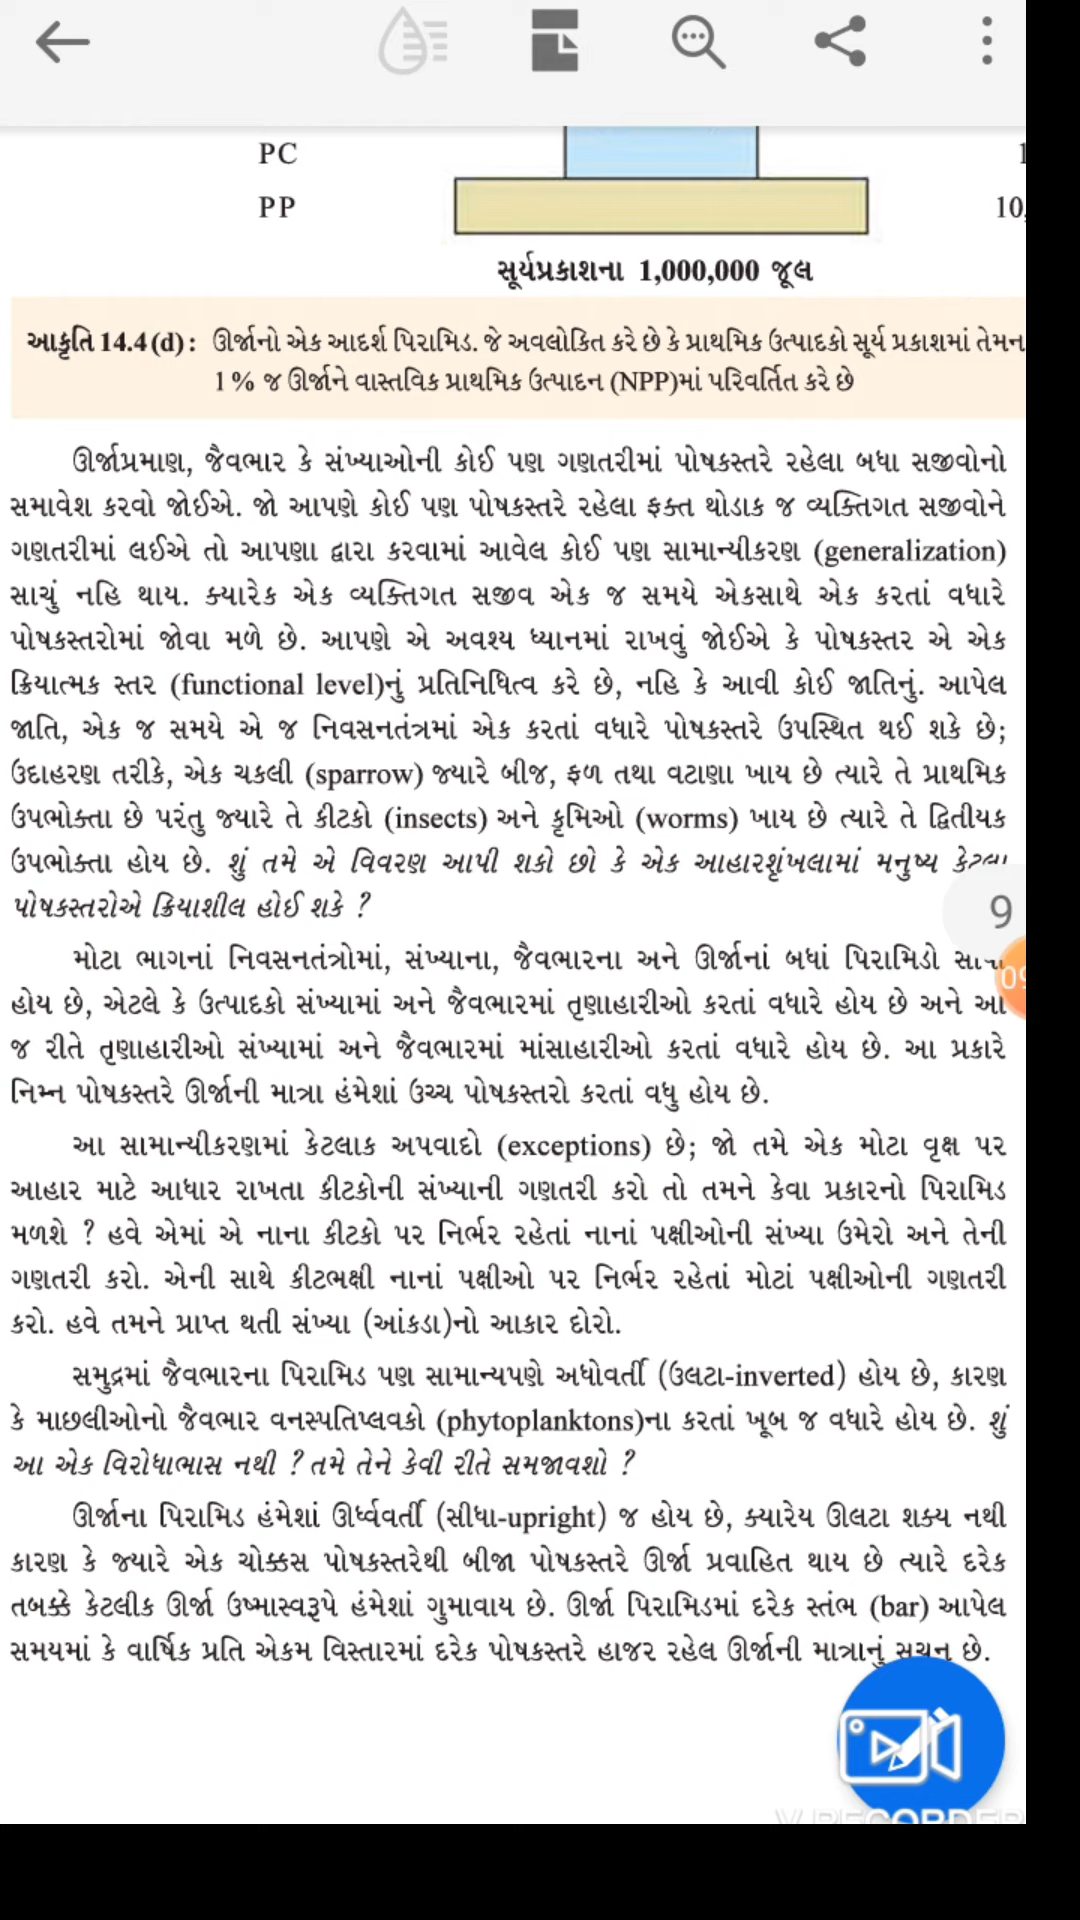 PC
PP
સૂર્યપ્રકાશના 1,000,000 જૂલ
આકૃતિ 14.4 (d) : ઊર્જાનો એક આદર્શ પિરામિડ. જે અવલોકિત કરે છે કે પ્રાથમિક ઉત્પાદકો સૂર્ય પ્રકાશમાં
1% જ ઊર્જાને વાસ્તવિક પ્રાથમિક ઉત્પાદન (NPP)માં પરિવર્તિત કરે છે
ઊર્જાપ્રમાણ, જૈવભાર કે સંખ્યાઓની કોઈ પણ ગણતરીમાં પોષકસ્તરે રહેલા બધા સજીવોનો
સમાવેશ કરવો જોઈએ. જો આપણે કોઈ પણ પોષકસ્તરે રહેલા ફક્ત થોડાક જ વ્યક્તિગત સજીવોને
ગણતરીમાં લઈએ તો આપણા દ્વારા કરવામાં આવેલ કોઈ પણ સામાન્યીકરણ (generalization)
સાચું નહિ થાય. ક્યારેક એક વ્યક્તિગત સજીવ એક જ સમયે એકસાથે એક કરતાં વધારે
પોષકસ્તરોમાં જોવા મળે છે. આપણે એ અવશ્ય ધ્યાનમાં રાખવું જોઈએ કે પોષકસ્તર એ એક
ક્રિયાત્મક સ્તર (functional level)નું પ્રતિનિધિત્વ કરે છે, નહિ કે આવી કોઈ જાતિનું. આપેલ
જાતિ, એક જ સમયે એ જ નિવસનતંત્રમાં એક કરતાં વધારે પોષકસ્તરે ઉપસ્થિત થઈ શકે છે;
ઉદાહરણ તરીકે, એક ચકલી (sparrow) જ્યારે બીજ, ફળ તથા વટાણા ખાય છે ત્યારે તે પ્રાથમિક
ઉપભોક્તા છે પરંતુ જ્યારે તે કીટકો (insects) અને કૃમિઓ (worms) ખાય છે ત્યારે તે દ્વિતીયક
ઉપભોક્તા હોય છે. શું તમે એ વિવરણ આપી શકો છો કે એક આહારશૃંખલામાં મનુષ્ય કેટલા
પોષકસ્તરોએ ક્રિયાશીલ હોઈ શકે ?
9
મોટા ભાગનાં નિવસનતંત્રોમાં, સંખ્યાના, જૈવભારના અને ઊર્જાનાં બધાં પિરામિડો
હોય છે, એટલે કે ઉત્પાદકો સંખ્યામાં અને જૈવભારમાં તૃણાહારીઓ કરતાં વધારે હોય છે અને આ
જ રીતે તૃણાહારીઓ સંખ્યામાં અને જૈવભારમાં માંસાહારીઓ કરતાં વધારે હોય છે. આ પ્રકારે
નિમ્ન પોષકસ્તરે ઊર્જાની માત્રા હંમેશાં ઉચ્ચ પોષકસ્તરો કરતાં વધુ હોય છે.
આ સામાન્યીકરણમાં કેટલાક અપવાદો (exceptions) છે; જો તમે એક મોટા વૃક્ષ પર
આહાર માટે આધાર રાખતા કીટકોની સંખ્યાની ગણતરી કરો તો તમને કેવા પ્રકારનો પિરામિડ
મળશે ? હવે એમાં એ નાના કીટકો પર નિર્ભર રહેતાં નાનાં પક્ષીઓની સંખ્યા ઉમેરો અને તેની
ગણતરી કરો. એની સાથે કીટભક્ષી નાનાં પક્ષીઓ પર નિર્ભર રહેતાં મોટાં પક્ષીઓની ગણતરી
કરો. હવે તમને પ્રાપ્ત થતી સંખ્યા (આંકડા)નો આકાર દોરો.
સમુદ્રમાં જૈવભારના પિરામિડ પણ સામાન્યપણે અધોવર્તી (ઉલટા-inverted) હોય છે, કારણ
કે માછલીઓનો જૈવભાર વનસ્પતિપ્લવકો (phytoplanktons)ના કરતાં ખૂબ જ વધારે હોય છે. શું
આ એક વિરોધાભાસ નથી ? તમે તેને કેવી રીતે સમજાવશો ?
ઊર્જાના પિરામિડ હંમેશાં ઊર્ધ્વવર્તી (સીધા-upright) જ હોય છે, ક્યારેય ઊલટા શક્ય નથી
કારણ કે જ્યારે એક ચોક્કસ પોષકસ્તરેથી બીજા પોષકસ્તરે ઊર્જા પ્રવાહિત થાય છે ત્યારે દરેક
તબક્કે કેટલીક ઊર્જા ઉષ્માસ્વરૂપે હંમેશાં ગુમાવાય છે. ઊર્જા પિરામિડમાં દરેક સ્તંભ (bar) આપેલ
સમયમાં કે વાર્ષિક પ્રતિ એકમ વિસ્તારમાં દરેક પોષકસ્તરે હાજર રહેલ ઊર્જાની માત્રાનું સૂચન છે.
V RECORDER